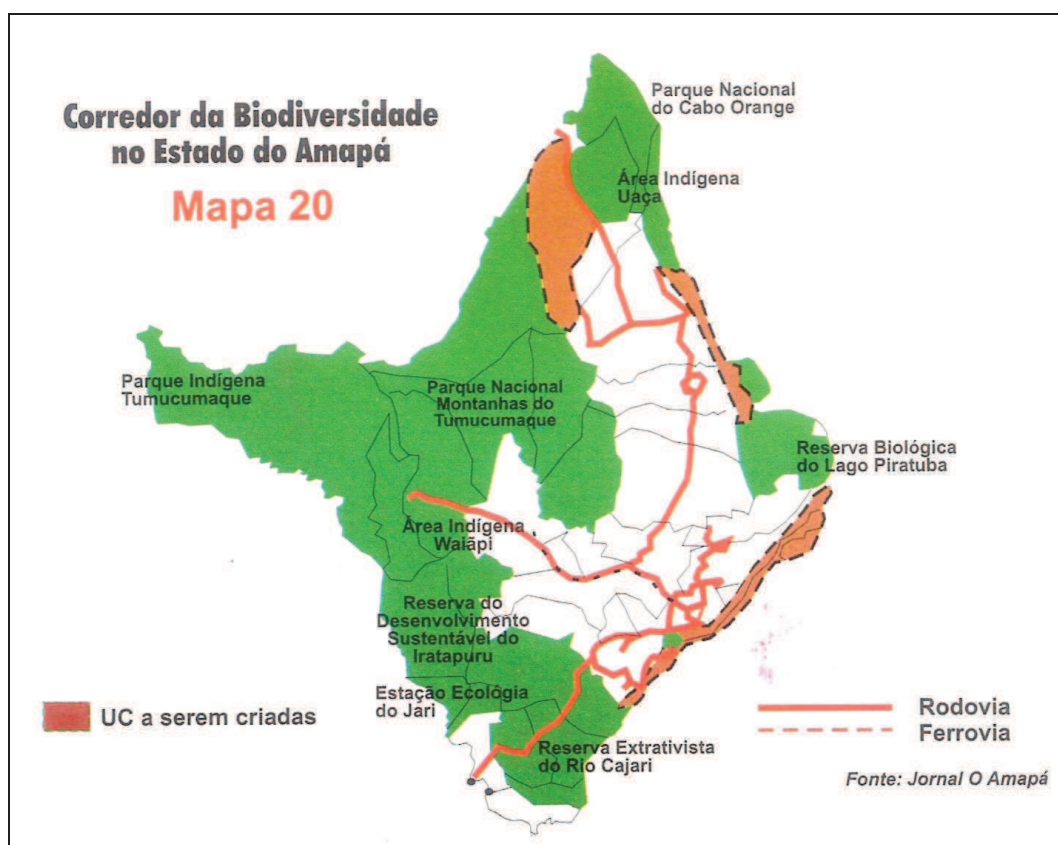 Corredor da Biodiversidade
no Estado do Amapá
Mapa 20
Parque Nacional
do Cabo Orange
Área Indígena
Uaça
Parque Indígena
Tumucumaque
Parque Nacional
Montanhas do
Tumucumaque
Reserva Biológica
do Lago Piratuba
Área Indígena
Waiãpi
Reserva do
Desenvolvimento
Sustentável do
Iratapuru
Estação Ecológia
do Jari
Reserva Extrativista
do Rio Cajari
UC a serem criadas
Rodovia
Ferrovia
Fonte: Jornal O Amapá